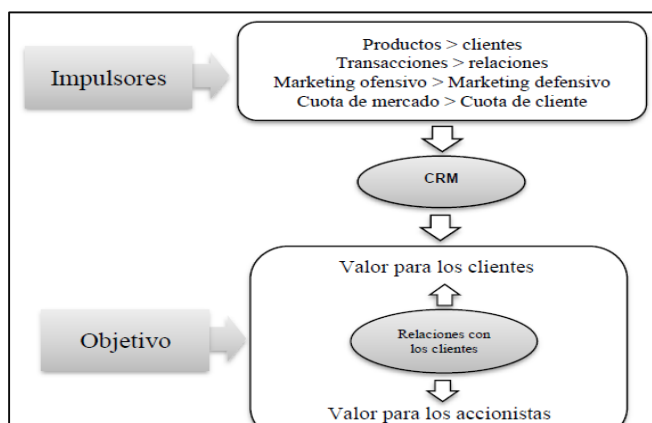 Impulsores
Productos > clientes
Transacciones > relaciones
Marketing ofensivo > Marketing defensivo
Cuota de mercado > Cuota de cliente
CRM
Objetivo
Valor para los clientes
Relaciones con
los clientes
Valor para los accionistas